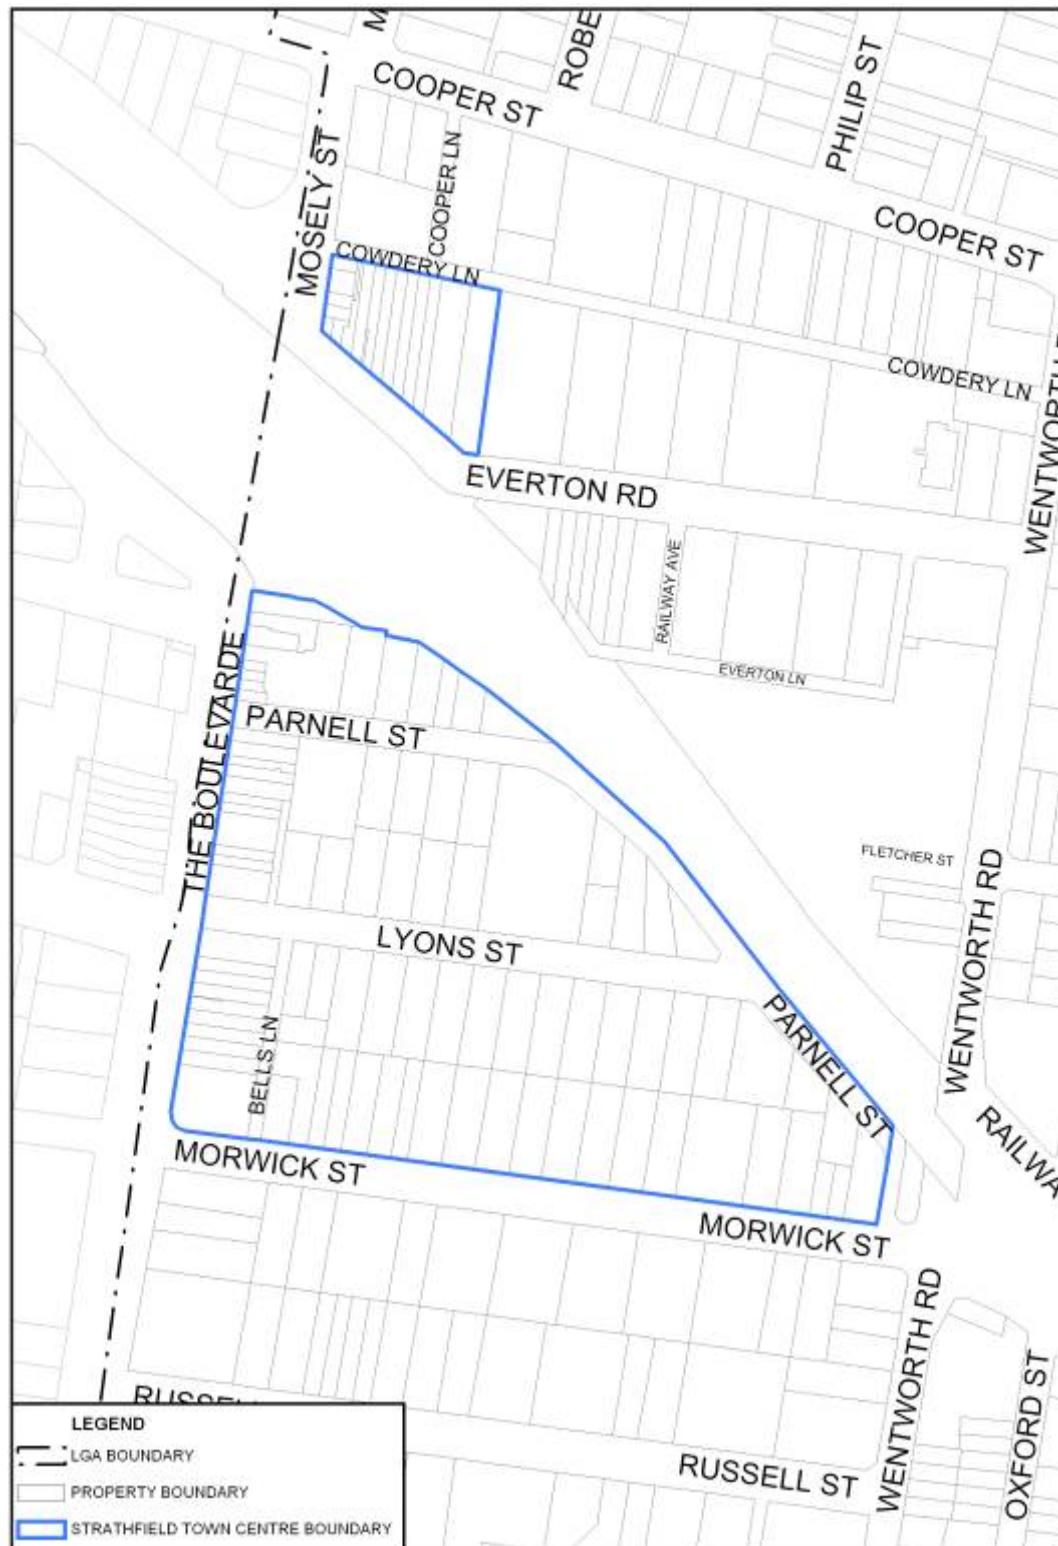 M
ROBE
PHILIP ST
COOPER ST
COOPER LN
MOSELY ST
COOPER ST
COWDERY LN
COWDERY LN
WENTWORTH
EVERTON RD
RAILWAY AVE
EVERTON LN
THE BOULEVARDE
PARNELL ST
FLETCHER ST
WENTWORTH RD
LYONS ST
PARNELL ST
BELLS LN
RAILWA
MORWICK ST
MORWICK ST
WENTWORTH RD
OXFORD ST
RUSSELL
RUSSELL ST
LEGEND
LGA BOUNDARY
PROPERTY BOUNDARY
STRATHFIELD TOWN CENTRE BOUNDARY